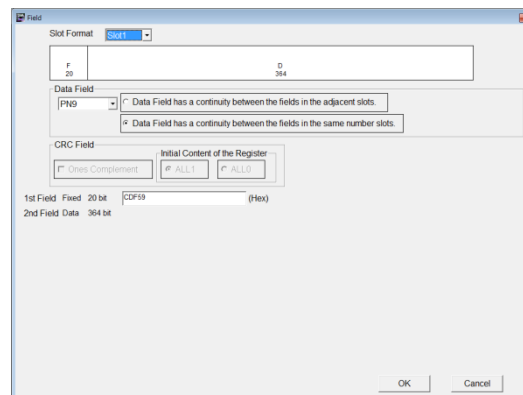 Field
Slot Format Slot1
F D
20 364
Data Field
PN9 Data Field has a continuity between the fields in the adjacent slots.
Data Field has a continuity between the fields in the same number slots.
CRC Field
Initial Content of the Register
Ones Complement ALL1 ALL0
1st Field Fixed 20 bit CDF59 (Hex)
2nd Field Data 364 bit
OK Cancel